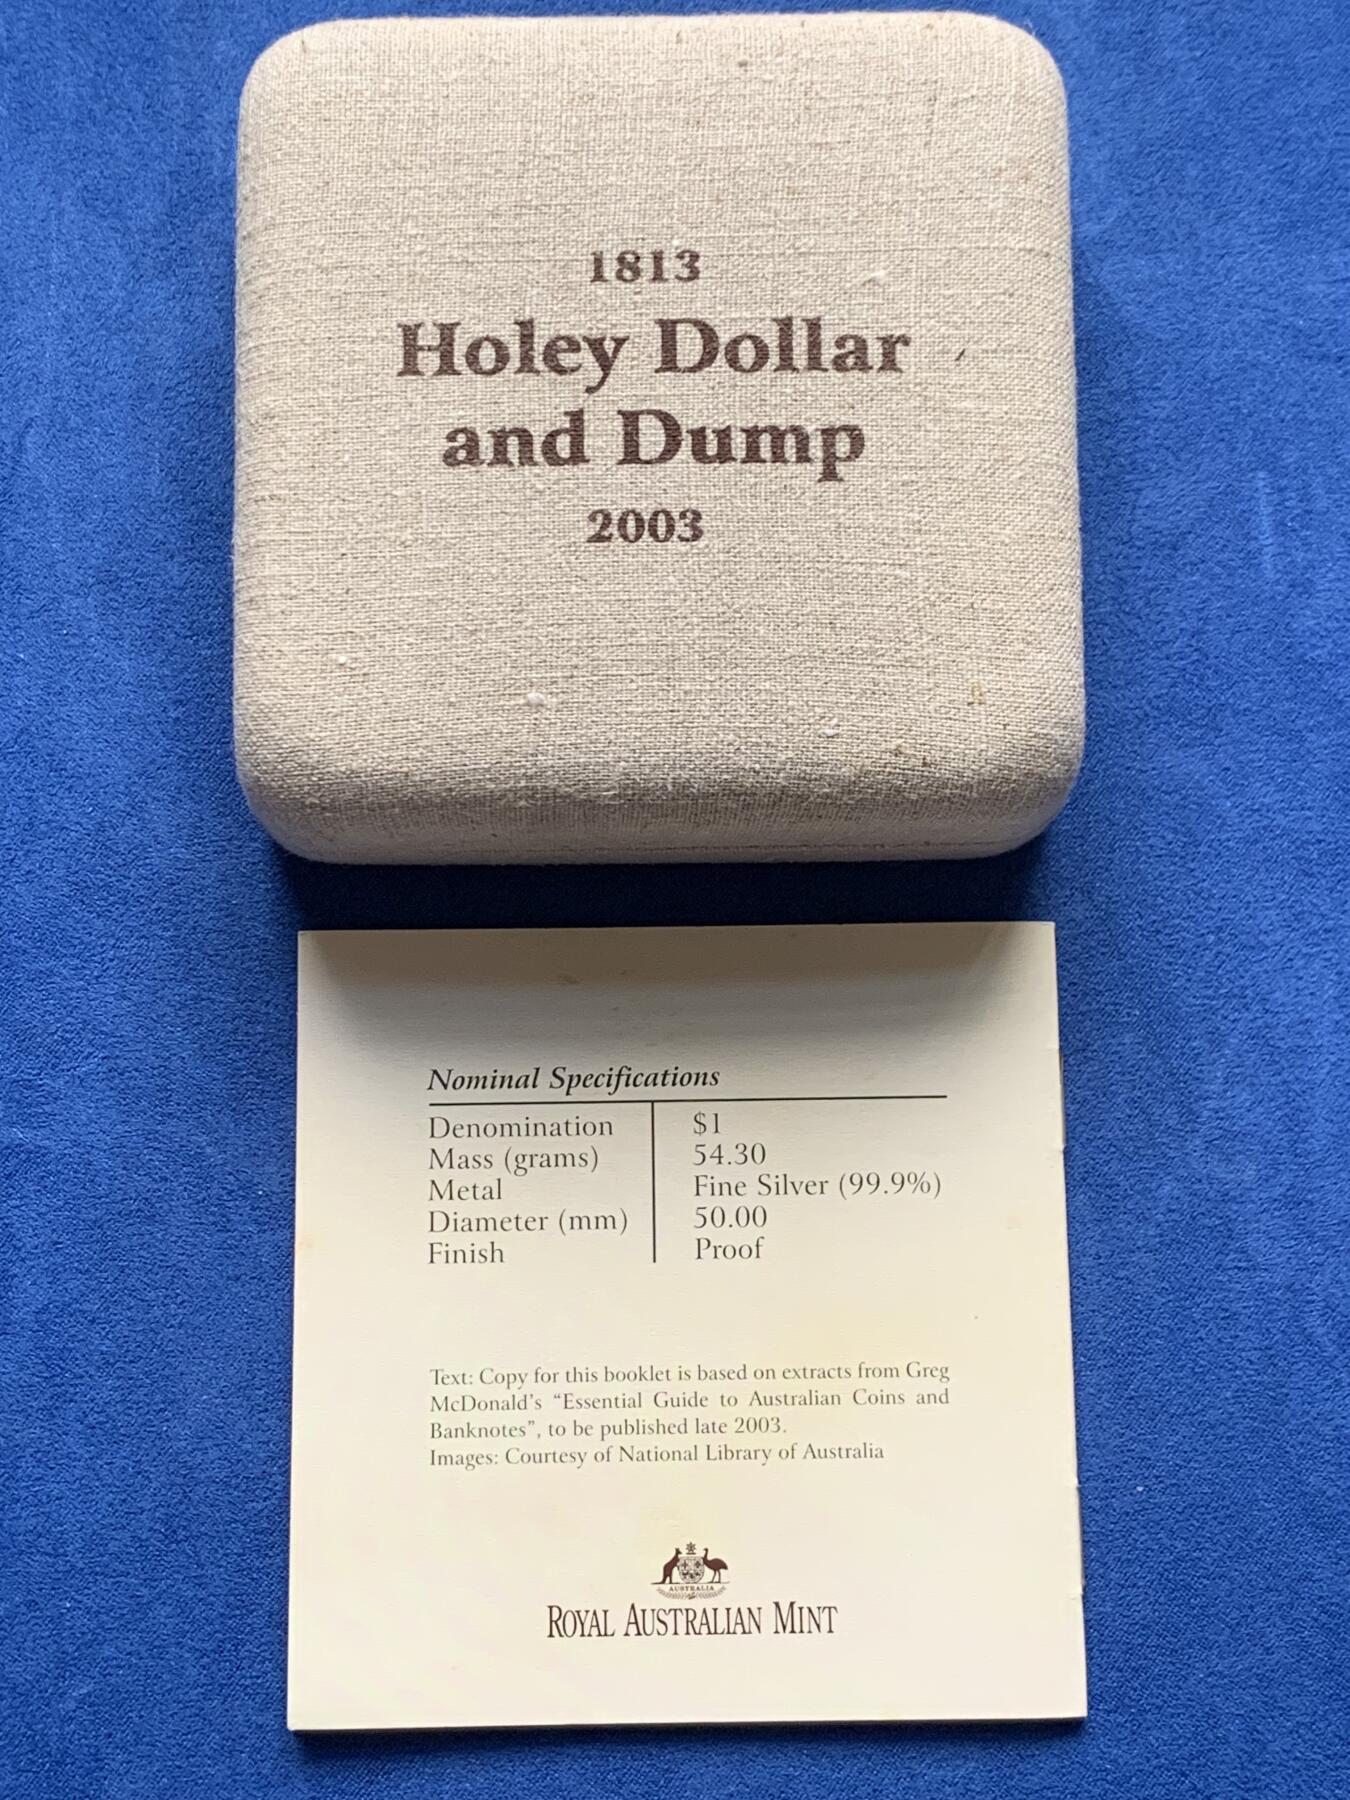 1813
Holey Dollar
and Dump
2003
Nominal Specifications
Denomination $1
Mass (grams) 54.30
Metal Fine Silver (99.9%)
Diameter (mm) 50.00
Finish Proof
Text: Copy for this booklet is based on extracts from Greg
McDonald's “Essential Guide to Australian Coins and
Banknotes”, to be published late 2003.
Images: Courtesy of National Library of Australia
AUSTRALIA
ROYAL AUSTRALIAN MINT